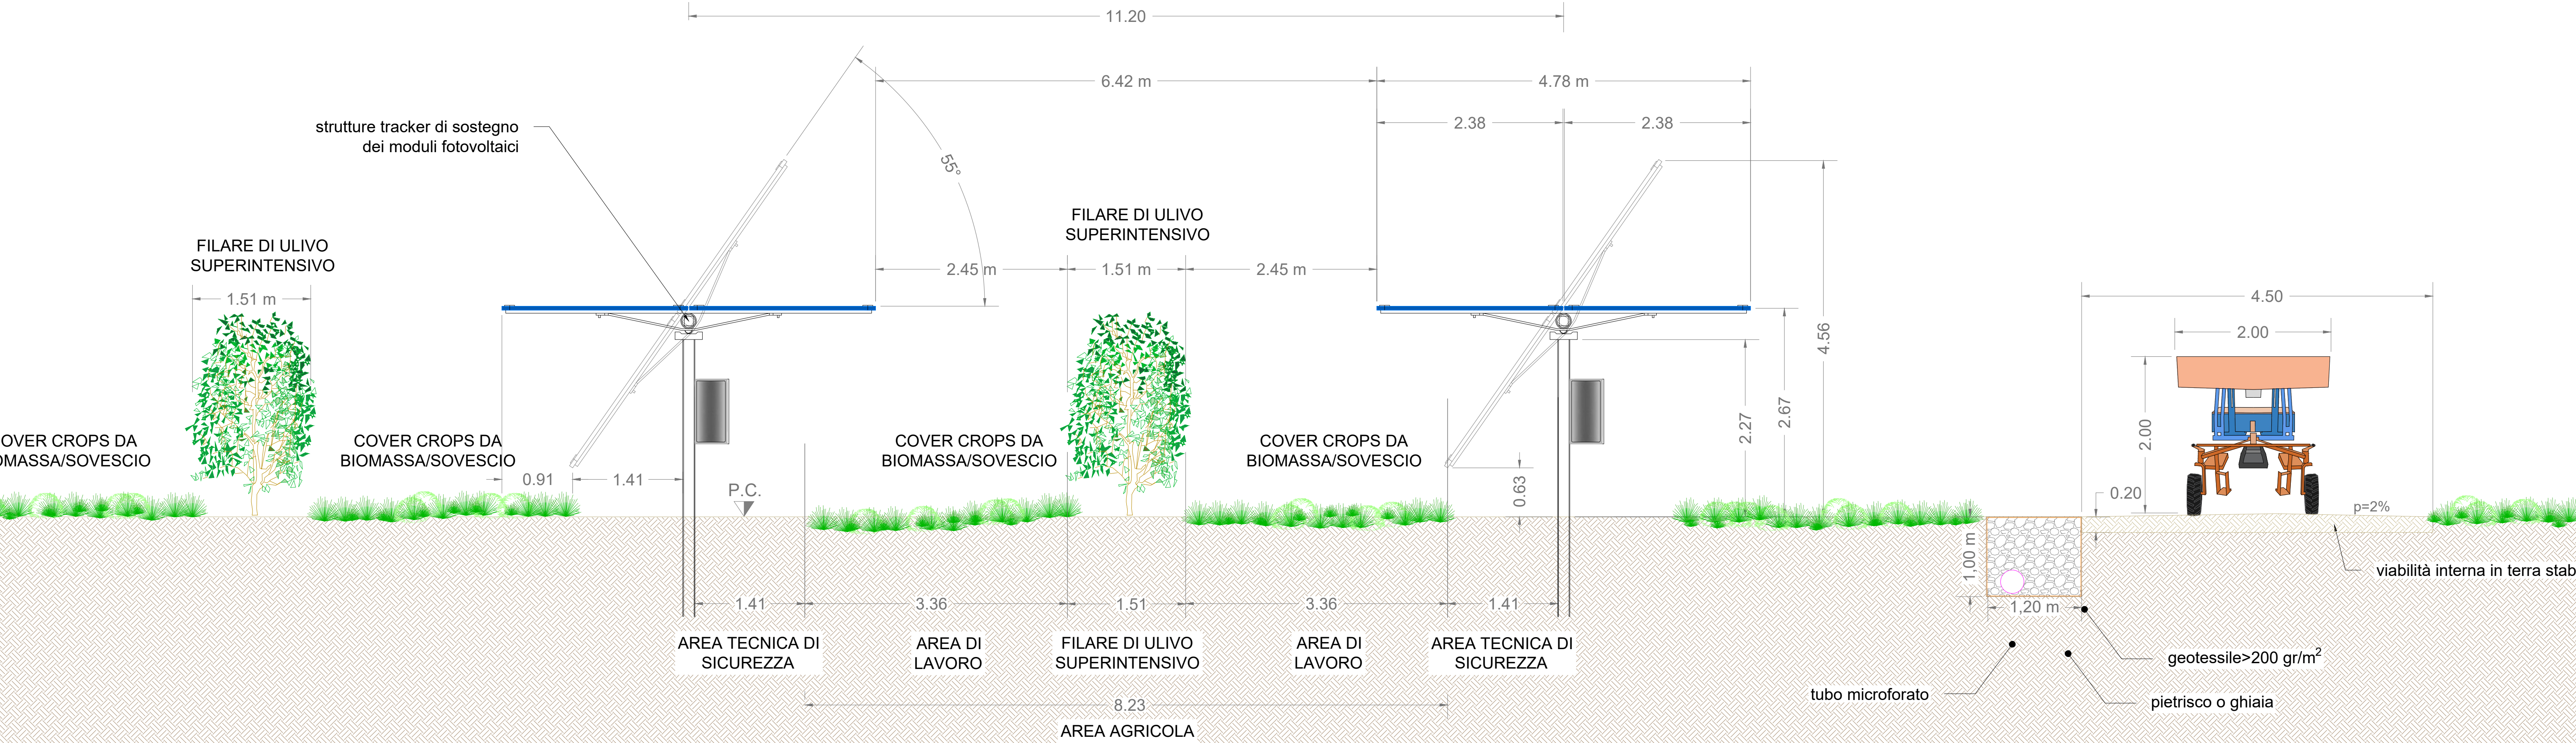 11.20
6.42 m
4.78 m
2.38
2.38
55°
strutture tracker di sostegno
dei moduli fotovoltaici
FILARE DI ULIVO
SUPERINTENSIVO
1.51 m
FILARE DI ULIVO
SUPERINTENSIVO
2.45 m
1.51 m
2.45 m
4.50
2.00
4.56
2.67
2.27
2.00
OVER CROPS DA
OMASSA/SOVESCIO
COVER CROPS DA
BIOMASSA/SOVESCIO
COVER CROPS DA
BIOMASSA/SOVESCIO
COVER CROPS DA
BIOMASSA/SOVESCIO
0.91
1.41
P.C.
0.63
0.20
p=2%
1,00 m
1,20 m
viabilità interna in terra stab
1.41
3.36
1.51
3.36
1.41
AREA TECNICA DI
SICUREZZA
AREA DI
LAVORO
FILARE DI ULIVO
SUPERINTENSIVO
AREA DI
LAVORO
AREA TECNICA DI
SICUREZZA
geotessile>200 gr/m²
tubo microforato
pietrisco o ghiaia
8.23
AREA AGRICOLA